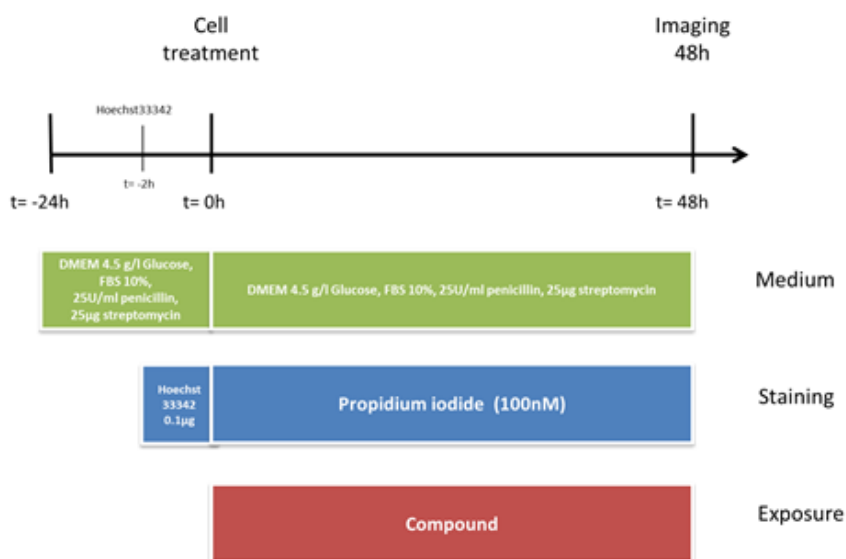 Cell
treatment
Imaging
48h
Hoechst33342
t= -2h
t= -24h
t= 0h
t= 48h
DMEM 4.5 g/l Glucose,
FBS 10%,
25U/ml penicillin,
25µg streptomycin
DMEM 4.5 g/l Glucose, FBS 10%, 25U/ml penicillin, 25µg streptomycin
Medium
Hoechst
33342
0.1µg
Propidium iodide (100nM)
Staining
Compound
Exposure